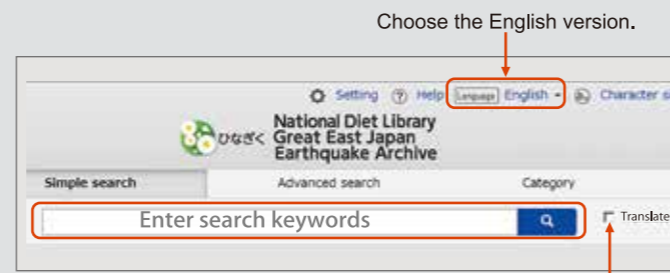 Choose the English version.
Setting Help Language English Character
ひなぎく
National Diet Library
Great East Japan
Earthquake Archive
Simple search Advanced search Category
Enter search keywords Translate